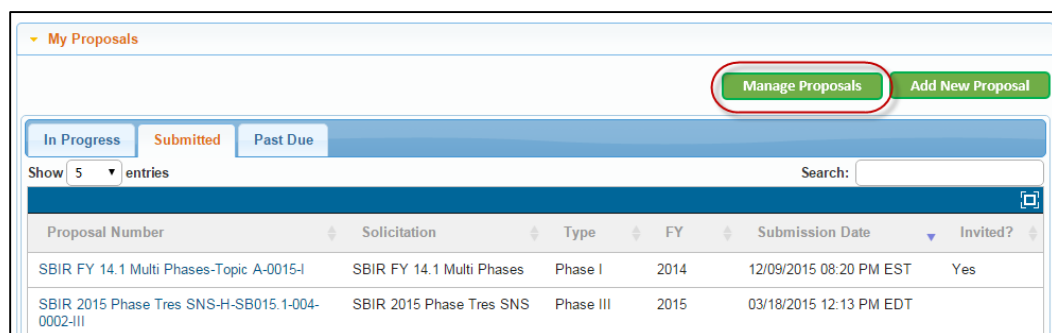 My Proposals
Manage Proposals Add New Proposal
In Progress Submitted Past Due
Show 5 entries Search:
Proposal Number Solicitation Type FY Submission Date Invited?
SBIR FY 14.1 Multi Phases-Topic A-0015-I SBIR FY 14.1 Multi Phases Phase I 2014 12/09/2015 08:20 PM EST Yes
SBIR 2015 Phase Tres SNS-H-SB015.1-004- SBIR 2015 Phase Tres SNS Phase III 2015 03/18/2015 12:13 PM EDT
0002-III